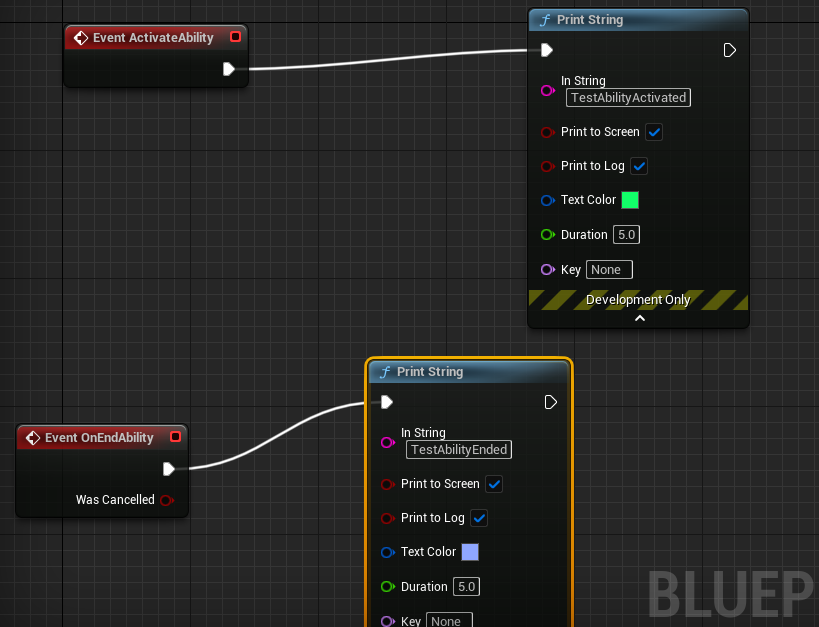 Event ActivateAbility
f Print String
In String
TestAbilityActivated
Print to Screen
Print to Log
Text Color
Duration 5.0
Key None
Development Only
Event OnEndAbility
Was Cancelled
f Print String
In String
TestAbilityEnded
Print to Screen
Print to Log
Text Color
Duration 5.0
Key None
BLUEP